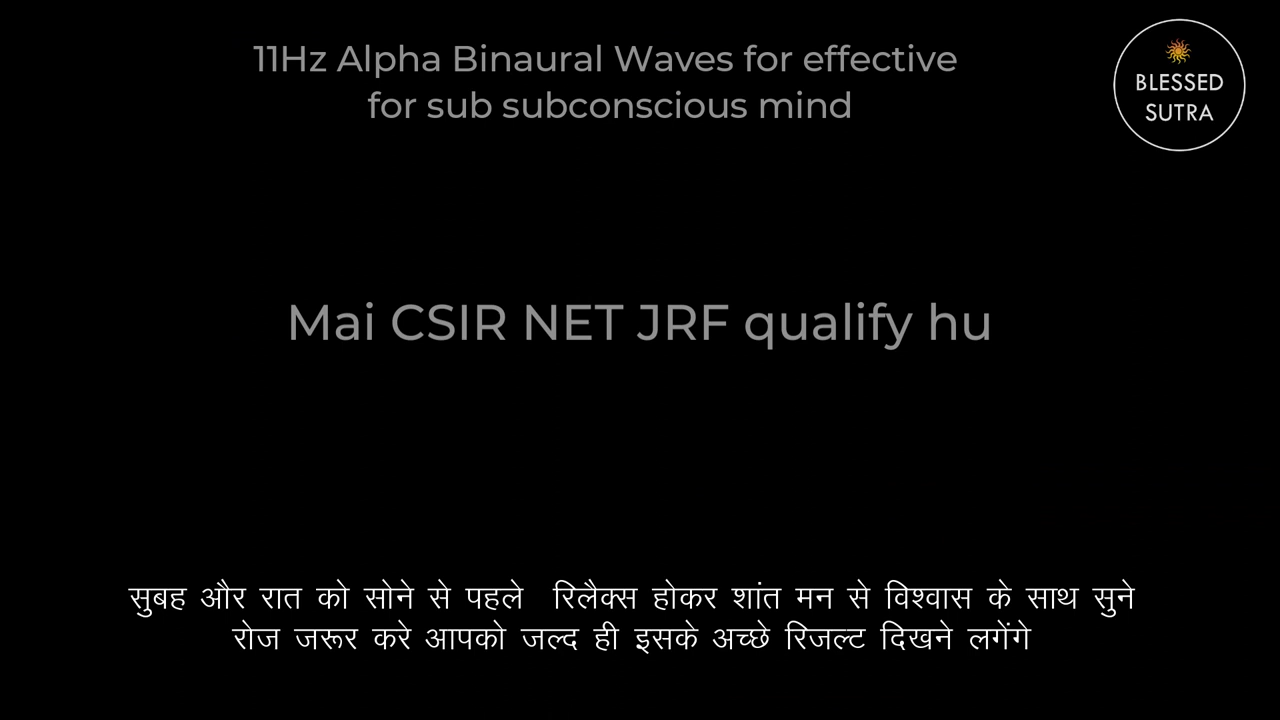 11Hz Alpha Binaural Waves for effective
for sub subconscious mind
BLESSED
SUTRA
Mai CSIR NET JRF qualify hu
सुबह और रात को सोने से पहले रिलैक्स होकर शांत मन से विश्वास के साथ सुने
रोज जरूर करे आपको जल्द ही इसके अच्छे रिजल्ट दिखने लगेंगे